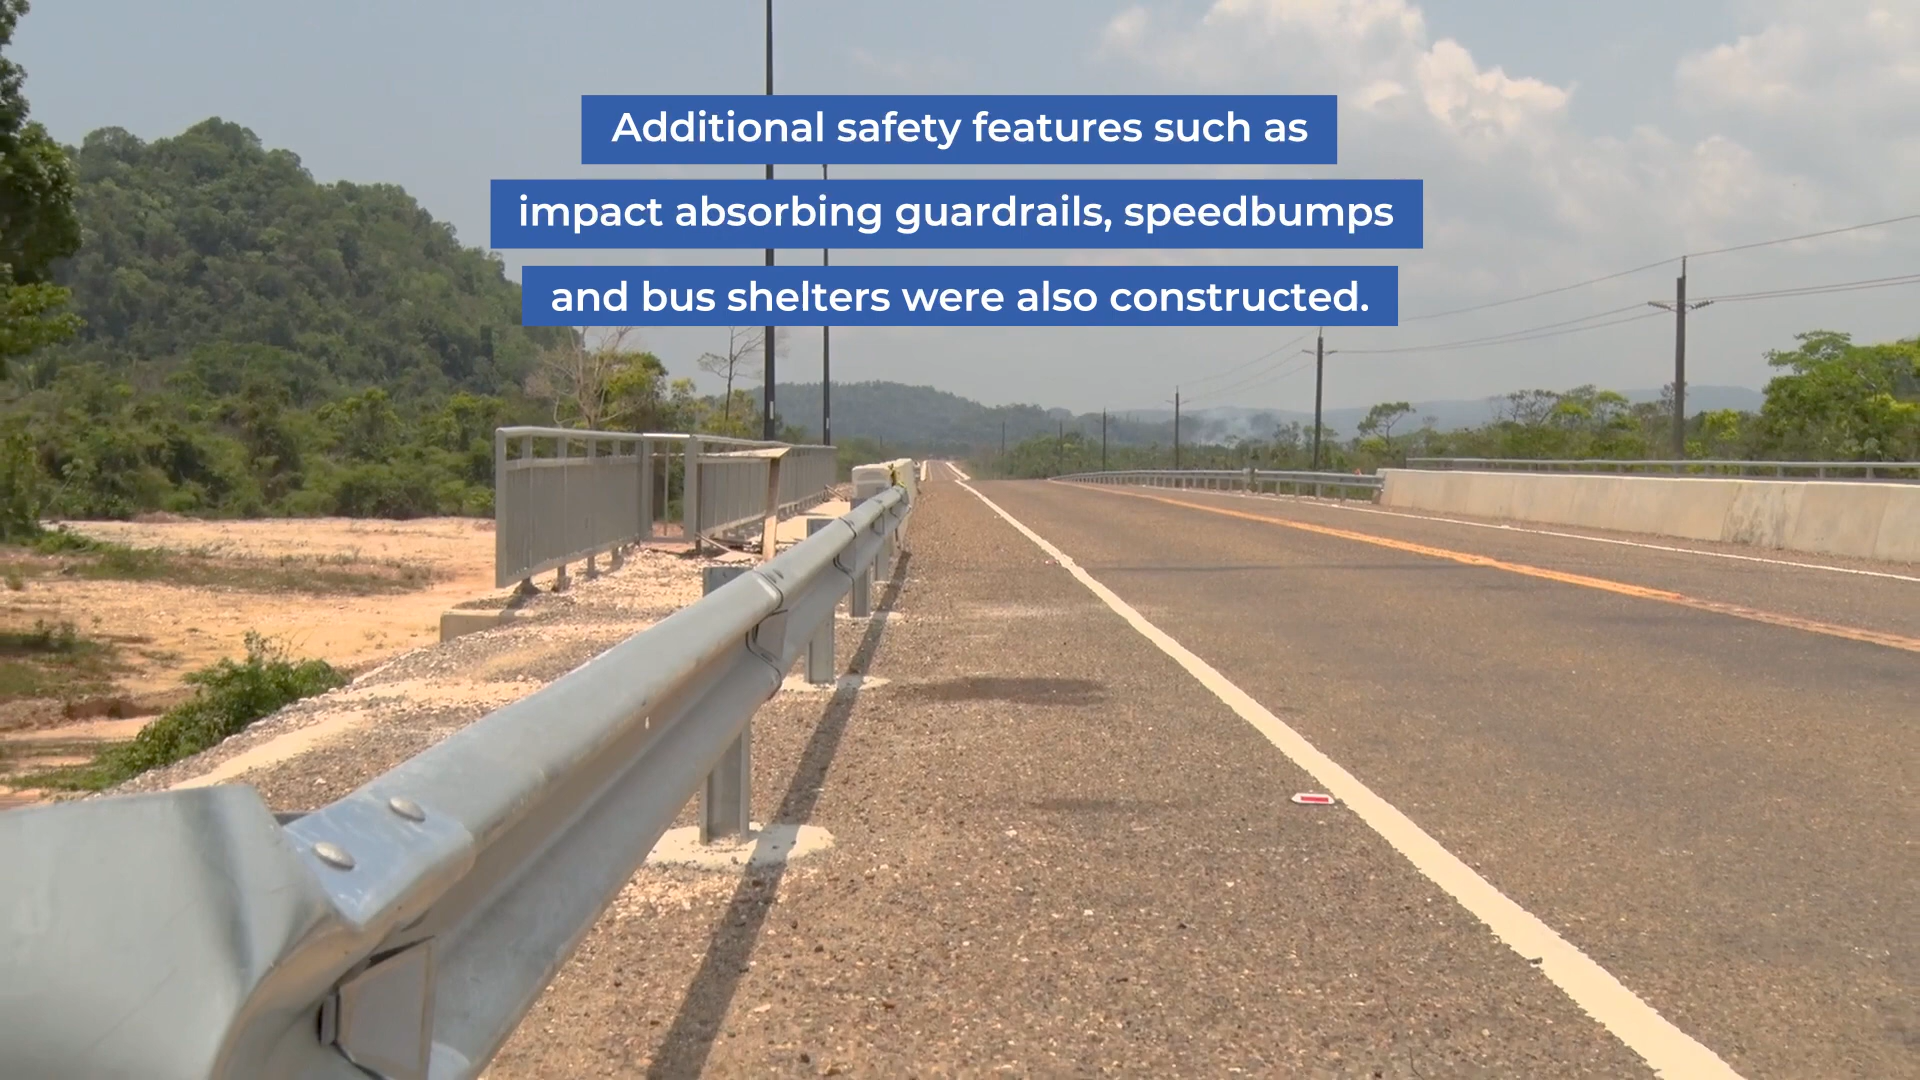 Additional safety features such as
impact absorbing guardrails, speedbumps
and bus shelters were also constructed.